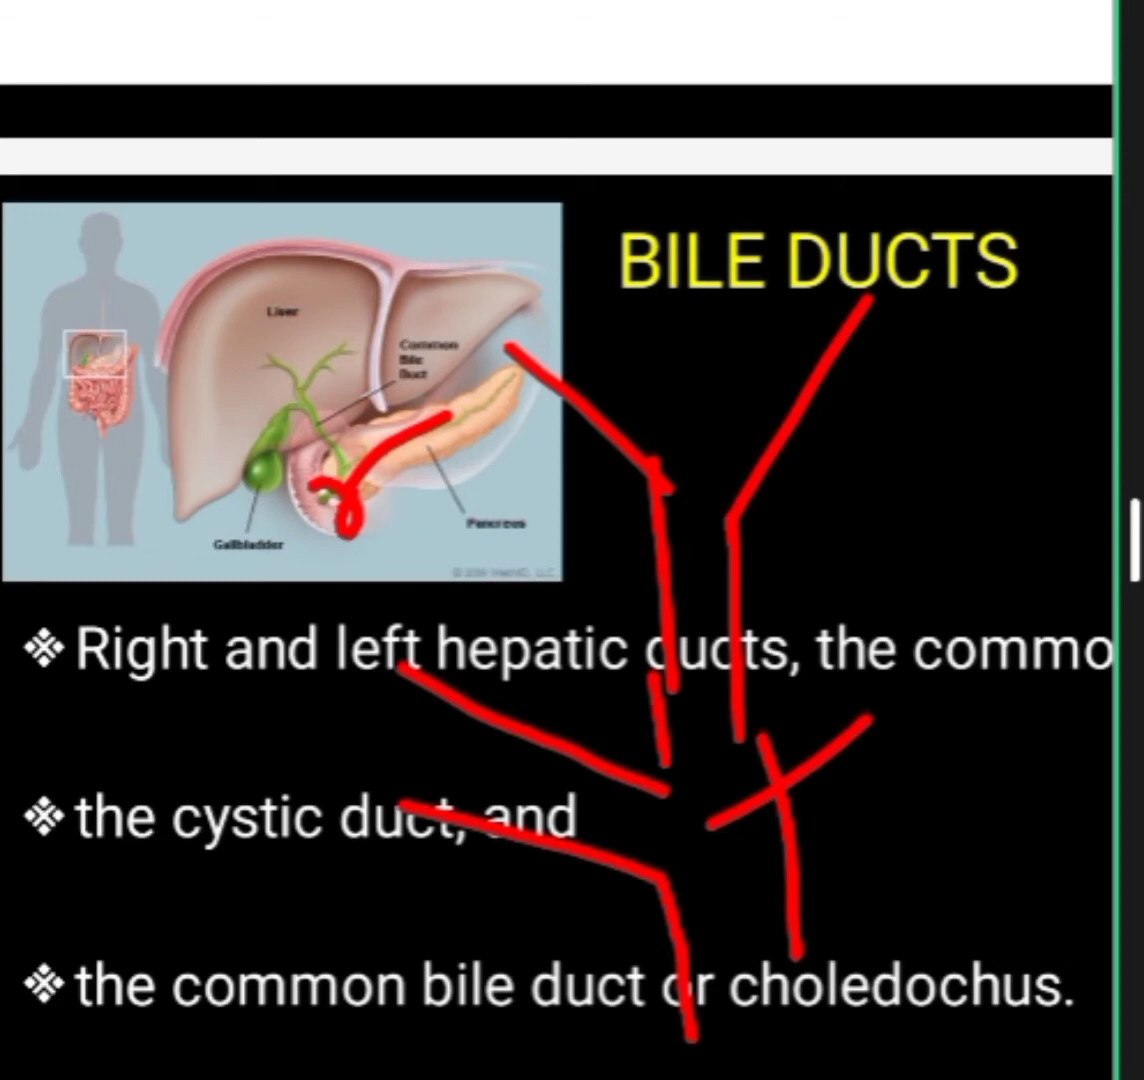 BILE DUCTS
Liver
Common
Bile
Duct
Pancreas
Gallbladder
❖ Right and left hepatic ducts, the commo
❖ the cystic duct, and
❖ the common bile duct or choledochus.